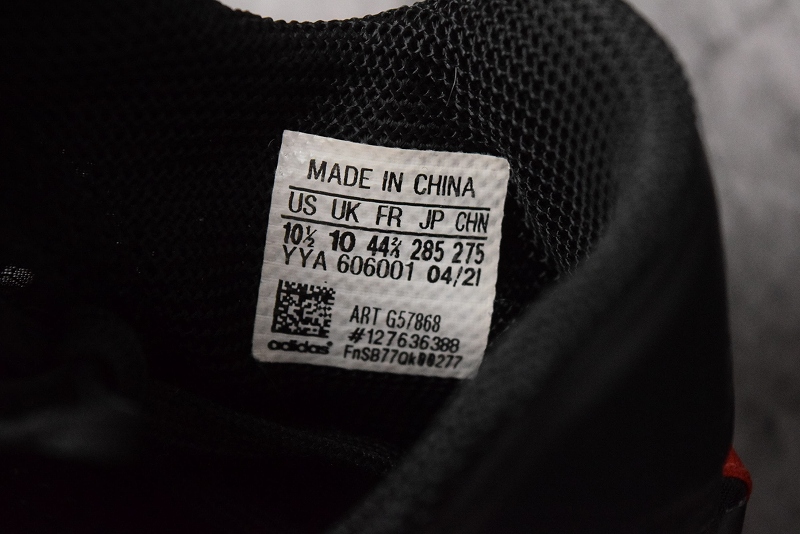 MADE IN CHINA
US UK FR JP CHN
10½ 10 44⅔ 285 275
YYA 606001 04/21
ART G57868
#127636388
adidas